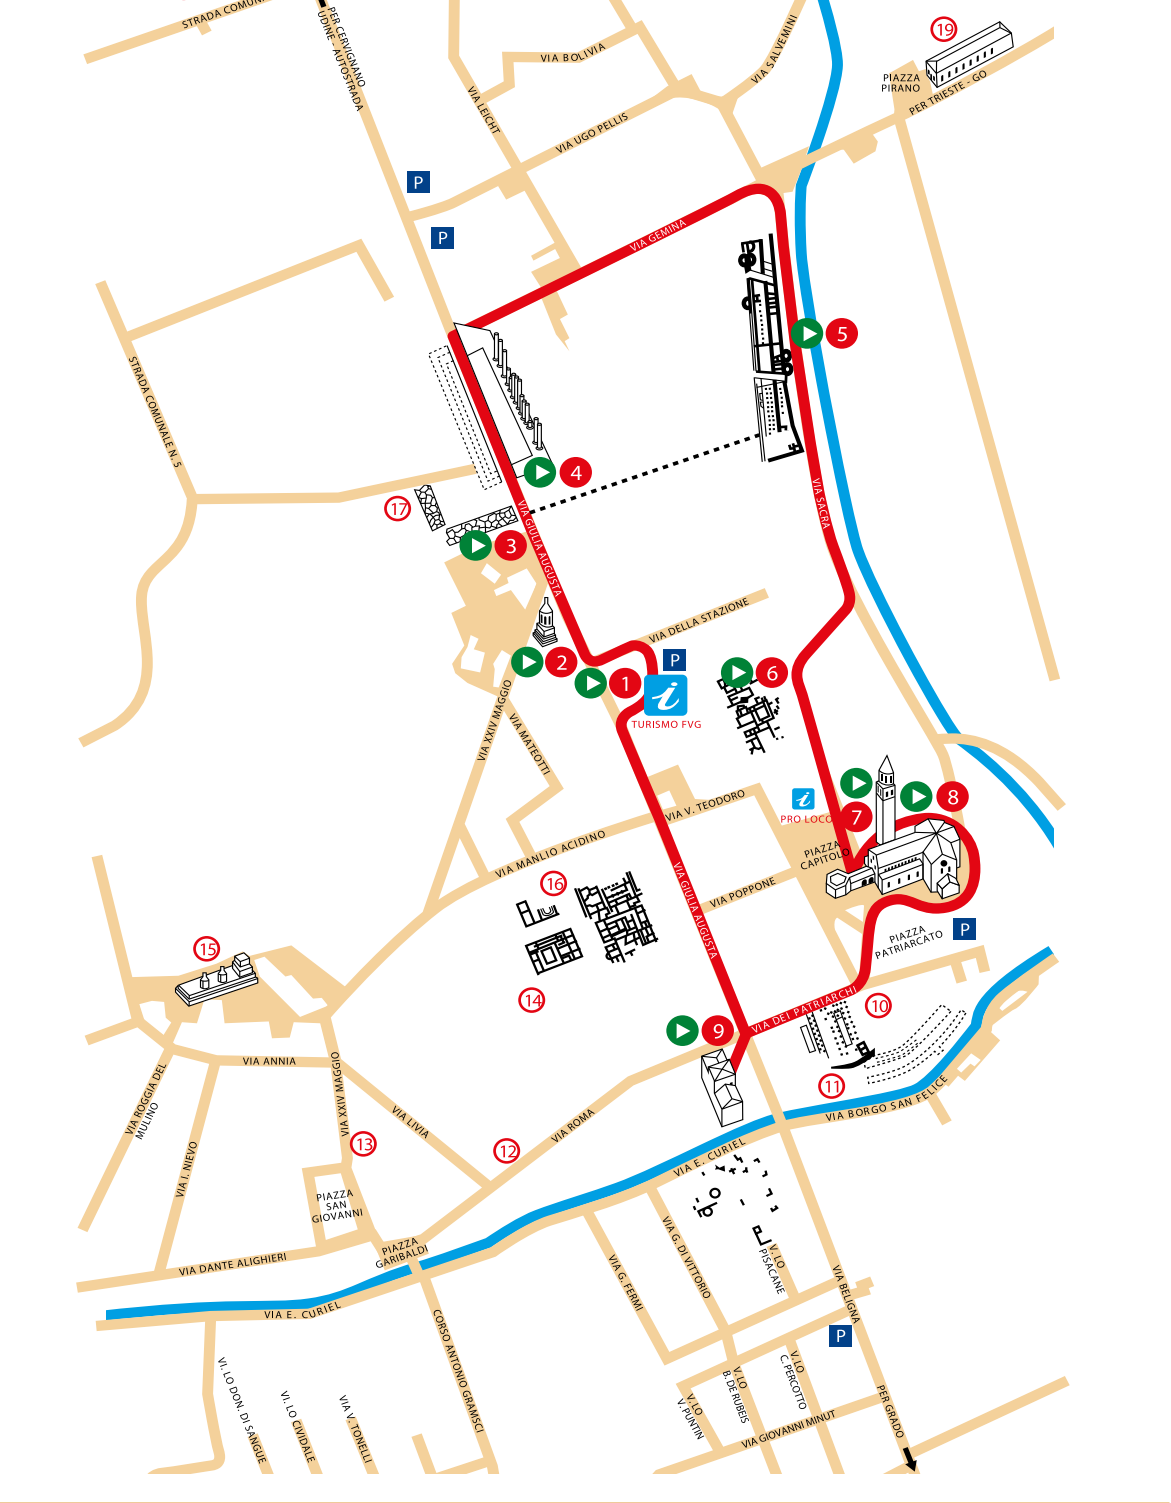 STRADA COMUN
PER CERVIGNANO
UDINE - AUTOSTRADA
VIA BOLIVIA
VIA SALVEMINI
19
PIAZZA
PIRANO
PER TRIESTE - GO
VIA LEICHT
VIA UGO PELLIS
P
P
VIA GEMINA
5
STRADA COMUNALE N. 5
4
17
3
VIA GIULIA AUGUSTA
VIA SACRA
VIA DELLA STAZIONE
2
1
P
6
i
TURISMO FVG
VIA XXIV MAGGIO
VIA MATEOTTI
VIA V. TEODORO
i
PRO LOCO
7
8
PIAZZA
CAPITOLO
VIA MANLIO ACIDINO
16
VIA GIULIA AUGUSTA
VIA POPPONE
P
PIAZZA
PATRIARCATO
15
14
9
VIA DEI PATRIARCHI
10
11
VIA ANNIA
VIA XXIV MAGGIO
VIA ROGGIA DEL
MULINO
VIA LIVIA
VIA ROMA
12
13
VIA BORGO SAN FELICE
VIA E. CURIEL
VIA I. NIEVO
PIAZZA
SAN
GIOVANNI
PIAZZA
GARIBALDI
VIA DANTE ALIGHIERI
VIA G. FERMI
VIA G. DI VITTORIO
V. LO
PISACANE
VIA BELIGNA
VIA E. CURIEL
P
CORSO ANTONIO GRAMSCI
VI. LO DON. DI SANGUE
VI. LO CIVIDALE
VIA V. TONELLI
V. LO
V. PUNTIN
V. LO
B. DE RUBEIS
V. LO
C. PERCOTTO
VIA GIOVANNI MINUT
PER GRADO